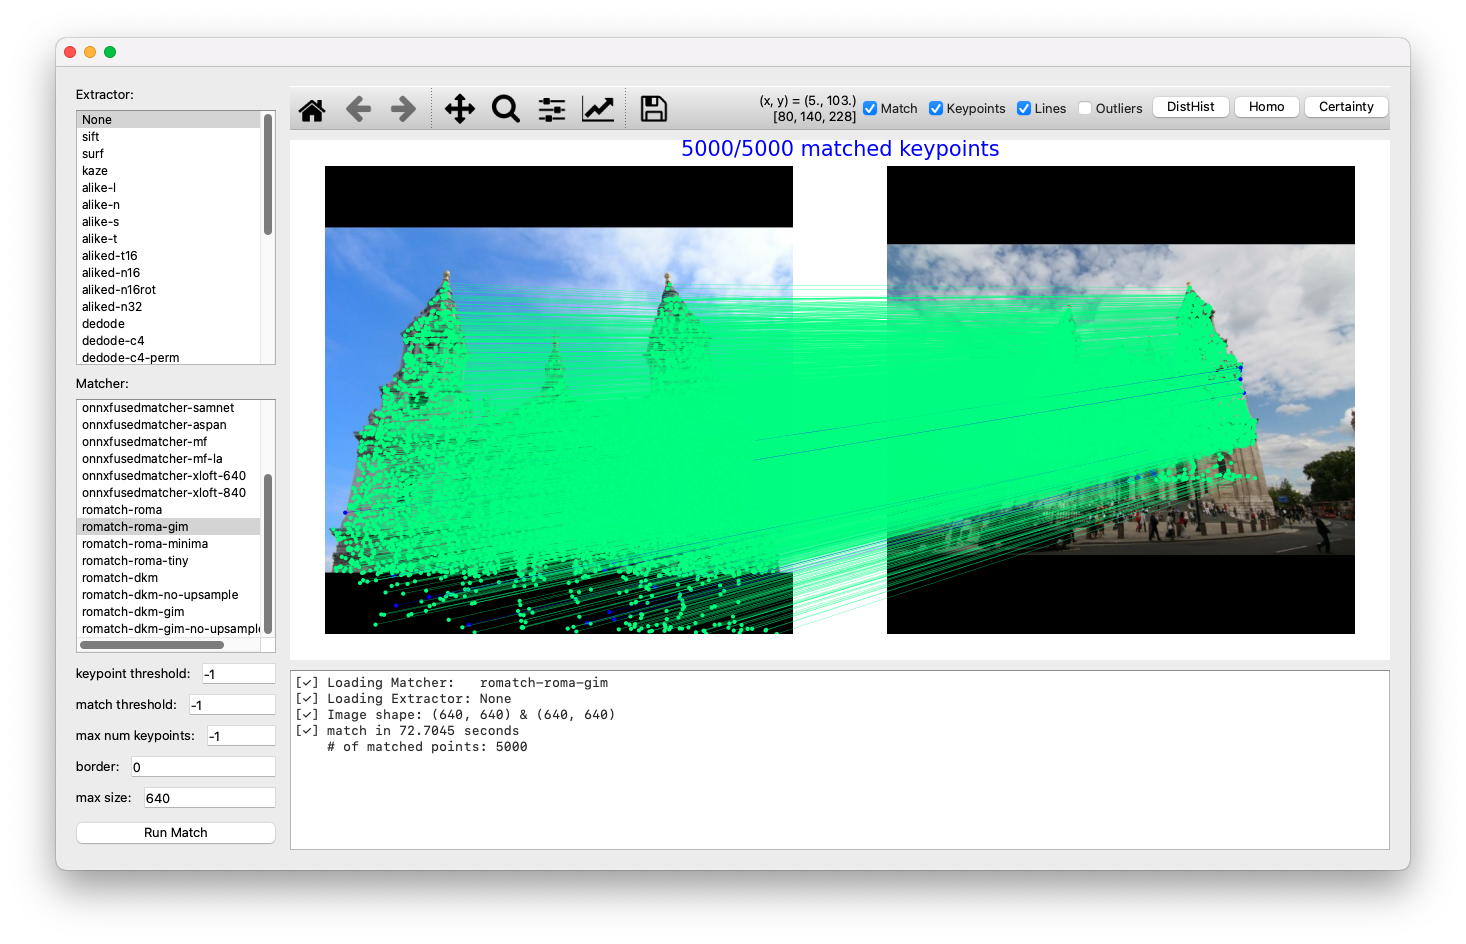 Extractor:
None
sift
surf
kaze
alike-l
alike-n
alike-s
alike-t
aliked-t16
aliked-n16
aliked-n16rot
aliked-n32
dedode
dedode-c4
dedode-c4-perm
Matcher:
onnxfusedmatcher-samnet
onnxfusedmatcher-aspan
onnxfusedmatcher-mf
onnxfusedmatcher-mf-la
onnxfusedmatcher-xloft-640
onnxfusedmatcher-xloft-840
romatch-roma
romatch-roma-gim
romatch-roma-minima
romatch-roma-tiny
romatch-dkm
romatch-dkm-no-upsample
romatch-dkm-gim
romatch-dkm-gim-no-upsample
keypoint threshold: -1
match threshold: -1
max num keypoints: -1
border: 0
max size: 640
Run Match
(x, y) = (5., 103.)
[80, 140, 228]
Match Keypoints Lines Outliers DistHist Homo Certainty
5000/5000 matched keypoints
[✓] Loading Matcher: romatch-roma-gim
[✓] Loading Extractor: None
[✓] Image shape: (640, 640) & (640, 640)
[✓] match in 72.7045 seconds
# of matched points: 5000